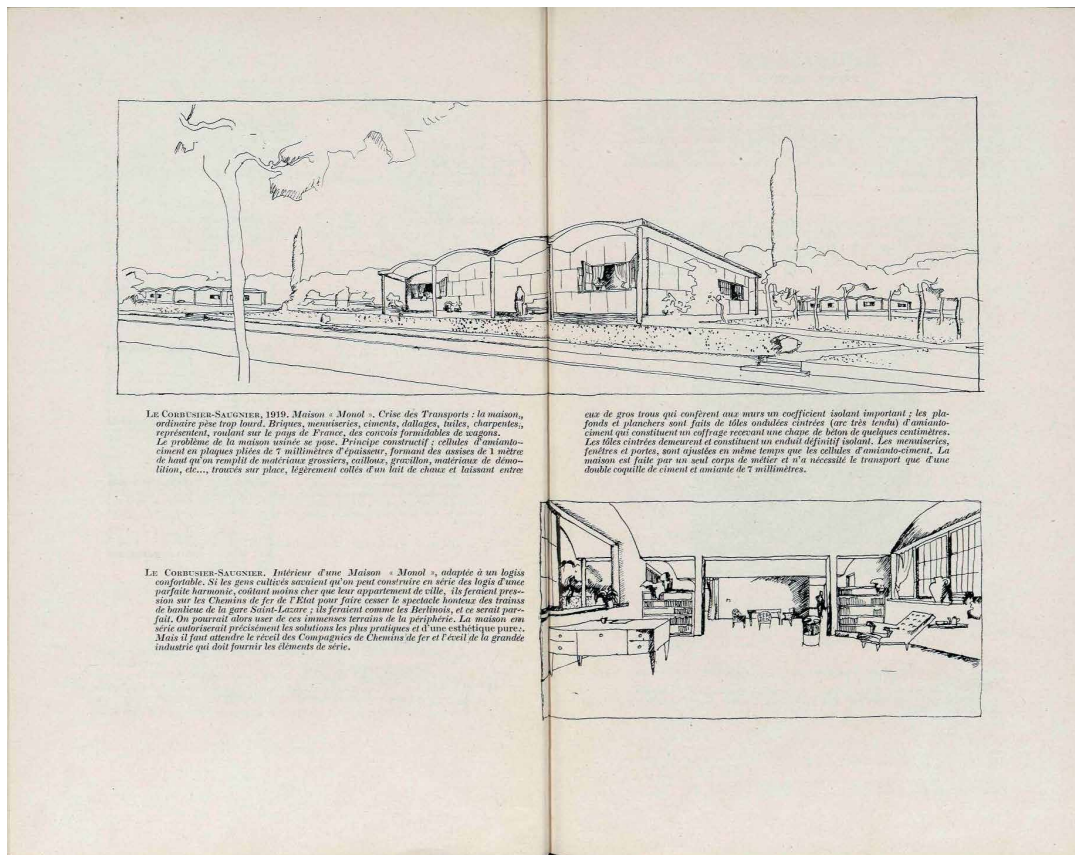 LE CORBUSIER-SAUGNIER, 1919. Maison « Monol ». Crise des Transports : la maison,
ordinaire pèse trop lourd. Briques, menuiseries, ciments, dallages, tuiles, charpentes;,
représentent, roulant sur le pays de France, des convois formidables de wagons.
Le problème de la maison usinée se pose. Principe constructif ; cellules d'amianto-
ciment en plaques pliées de 7 millimètres d'épaisseur, formant des assises de 1 mètre
de haut qu'on remplit de matériaux grossiers, cailloux, gravillon, matériaux de démo-
lition, etc..., trouvés sur place, légèrement collés d'un lait de chaux et laissant entre
eux de gros trous qui confèrent aux murs un coefficient isolant important ; les pla-
fonds et planchers sont faits de tôles ondulées cintrées (arc très tendu) d'amianto-
ciment qui constituent un coffrage recevant une chape de béton de quelques centimètres.
Les tôles cintrées demeurent et constituent un enduit définitif isolant. Les menuiseries,
fenêtres et portes, sont ajustées en même temps que les cellules d'amianto-ciment. La
maison est faite par un seul corps de métier et n'a nécessité le transport que d'une
double coquille de ciment et amiante de 7 millimètres.
LE CORBUSIER-SAUGNIER. Intérieur d'une Maison « Monol », adaptée à un logiss
confortable. Si les gens cultivés savaient qu'on peut construire en série des logis d'unee
parfaite harmonie, coûtant moins cher que leur appartement de ville, ils feraient pres-
sion sur les Chemins de fer de l'Etat pour faire cesser le spectacle honteux des trainss
de banlieue de la gare Saint-Lazare ; ils feraient comme les Berlinois, et ce serait par-
fait. On pourrait alors user de ces immenses terrains de la périphérie. La maison em
série autoriserait précisément les solutions les plus pratiques et d'une esthétique pure:.
Mais il faut attendre le réveil des Compagnies de Chemins de fer et l'éveil de la grandée
industrie qui doit fournir les éléments de série.